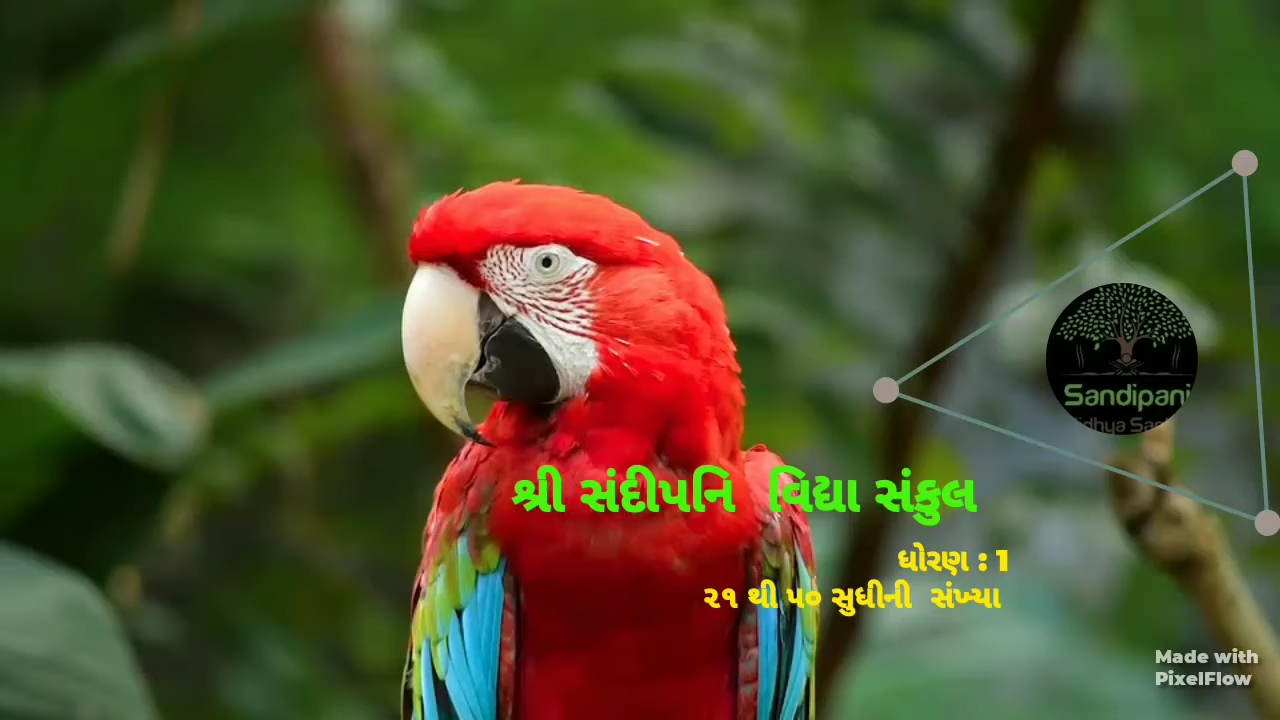 Sandipani
શ્રી સંદીપનિ વિદ્યા સંકુલ
ધોરણ : 1
૨૧ થી ૫૦ સુધીની સંખ્યા
Made with
PixelFlow